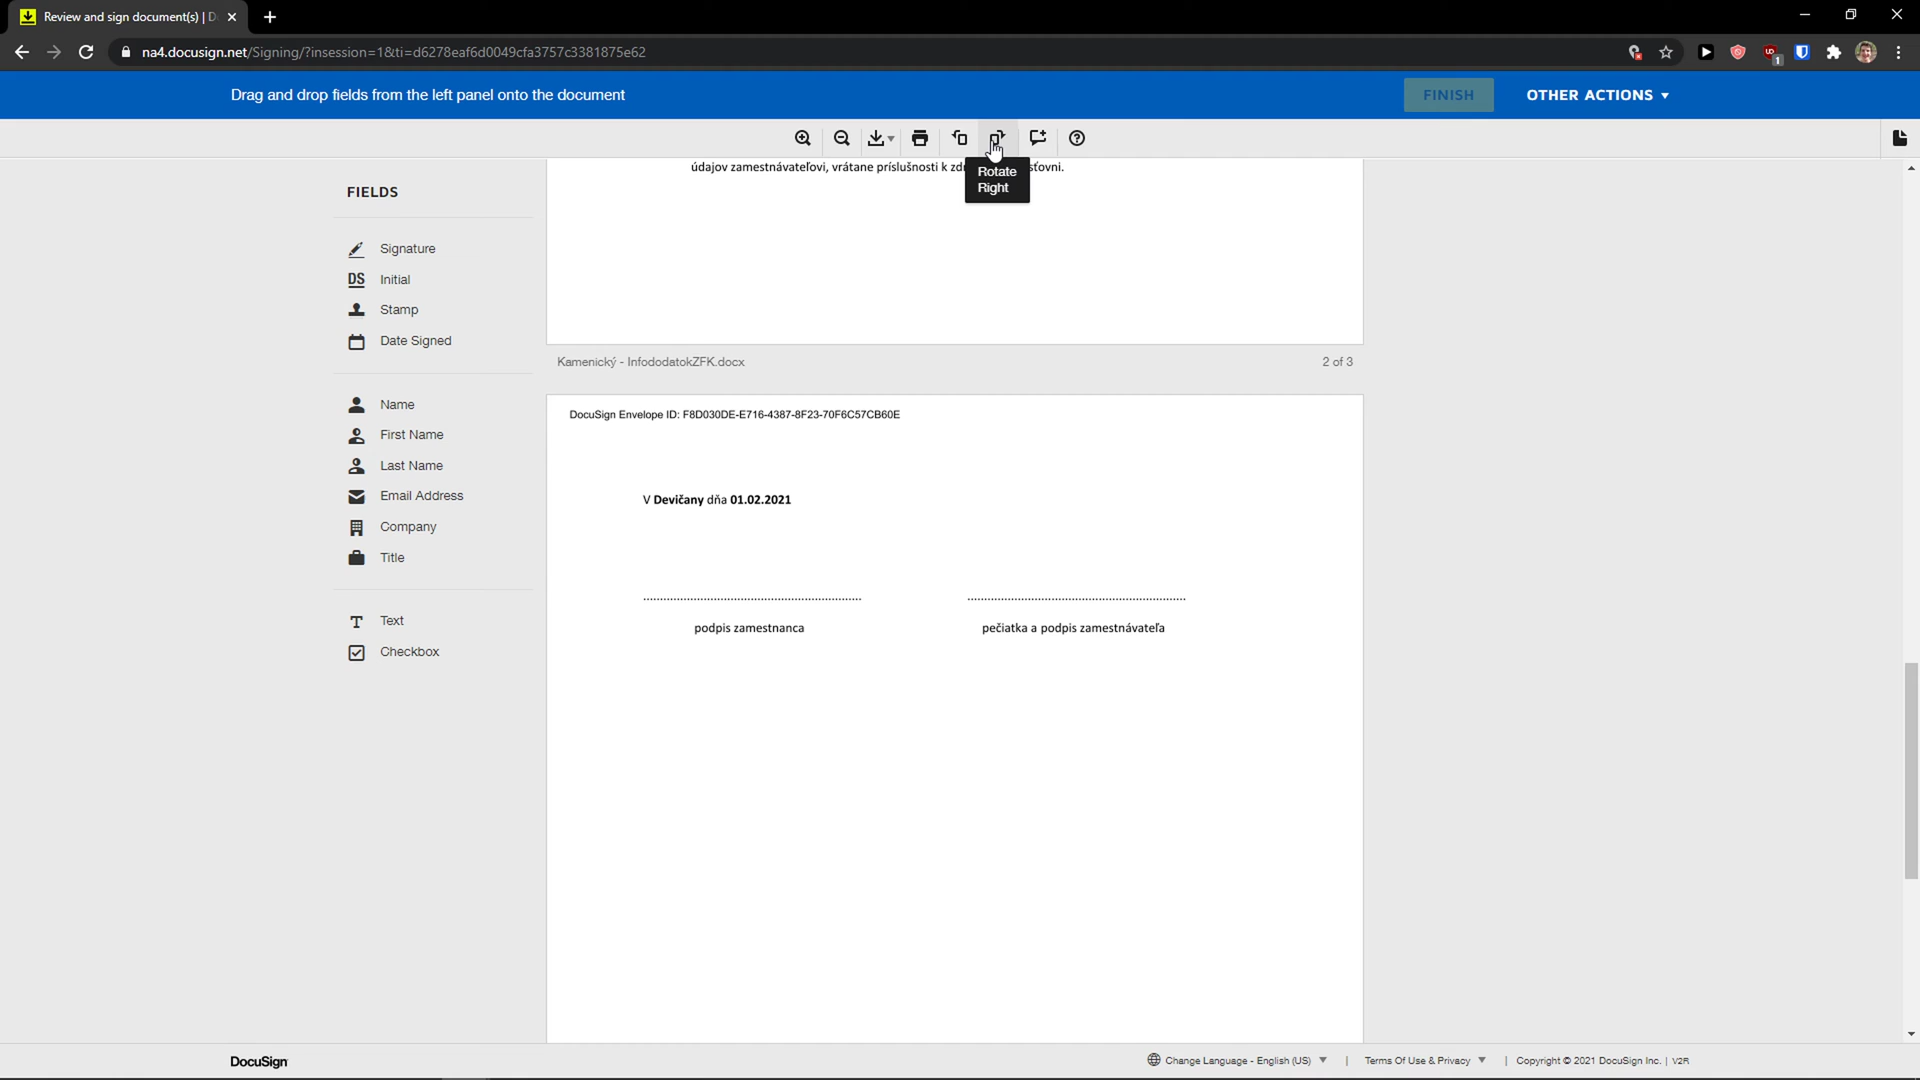 Review and sign document(s) | D
na4.docusign.net/Signing/?insession=1&ti=d6278eaf6d0049cfa3757c3381875e62
1
Drag and drop fields from the left panel onto the document
FINISH
OTHER ACTIONS
údajov zamestnávateľovi, vrátane príslušnosti k
Rotate
Right
FIELDS
Signature
DS Initial
Stamp
Date Signed
Name
First Name
Last Name
Email Address
Company
Title
T Text
Checkbox
Kamenický - InfododatokZFK.docx
2 of 3
DocuSign Envelope ID: F8D030DE-E716-4387-8F23-70F6C57CB60E
V Devičany dňa 01.02.2021
podpis zamestnanca
pečiatka a podpis zamestnávateľa
DocuSign
Change Language - English (US) | Terms Of Use & Privacy | Copyright © 2021 DocuSign Inc. | V2R